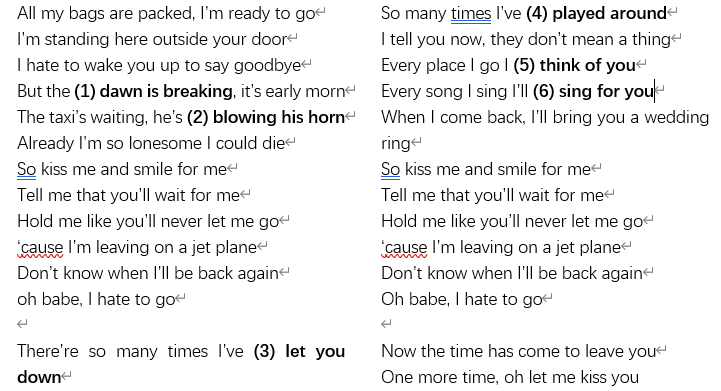 All my bags are packed, I'm ready to go
I'm standing here outside your door
I hate to wake you up to say goodbye
But the (1) dawn is breaking, it's early morn
The taxi's waiting, he's (2) blowing his horn
Already I'm so lonesome I could die
So kiss me and smile for me
Tell me that you'll wait for me
Hold me like you'll never let me go
'cause I'm leaving on a jet plane
Don't know when I'll be back again
oh babe, I hate to go
There're so many times I've (3) let you
down
So many times I've (4) played around
I tell you now, they don't mean a thing
Every place I go I (5) think of you
Every song I sing I'll (6) sing for you
When I come back, I'll bring you a wedding
ring
So kiss me and smile for me
Tell me that you'll wait for me
Hold me like you'll never let me go
'cause I'm leaving on a jet plane
Don't know when I'll be back again
Oh babe, I hate to go
Now the time has come to leave you
One more time, oh let me kiss you